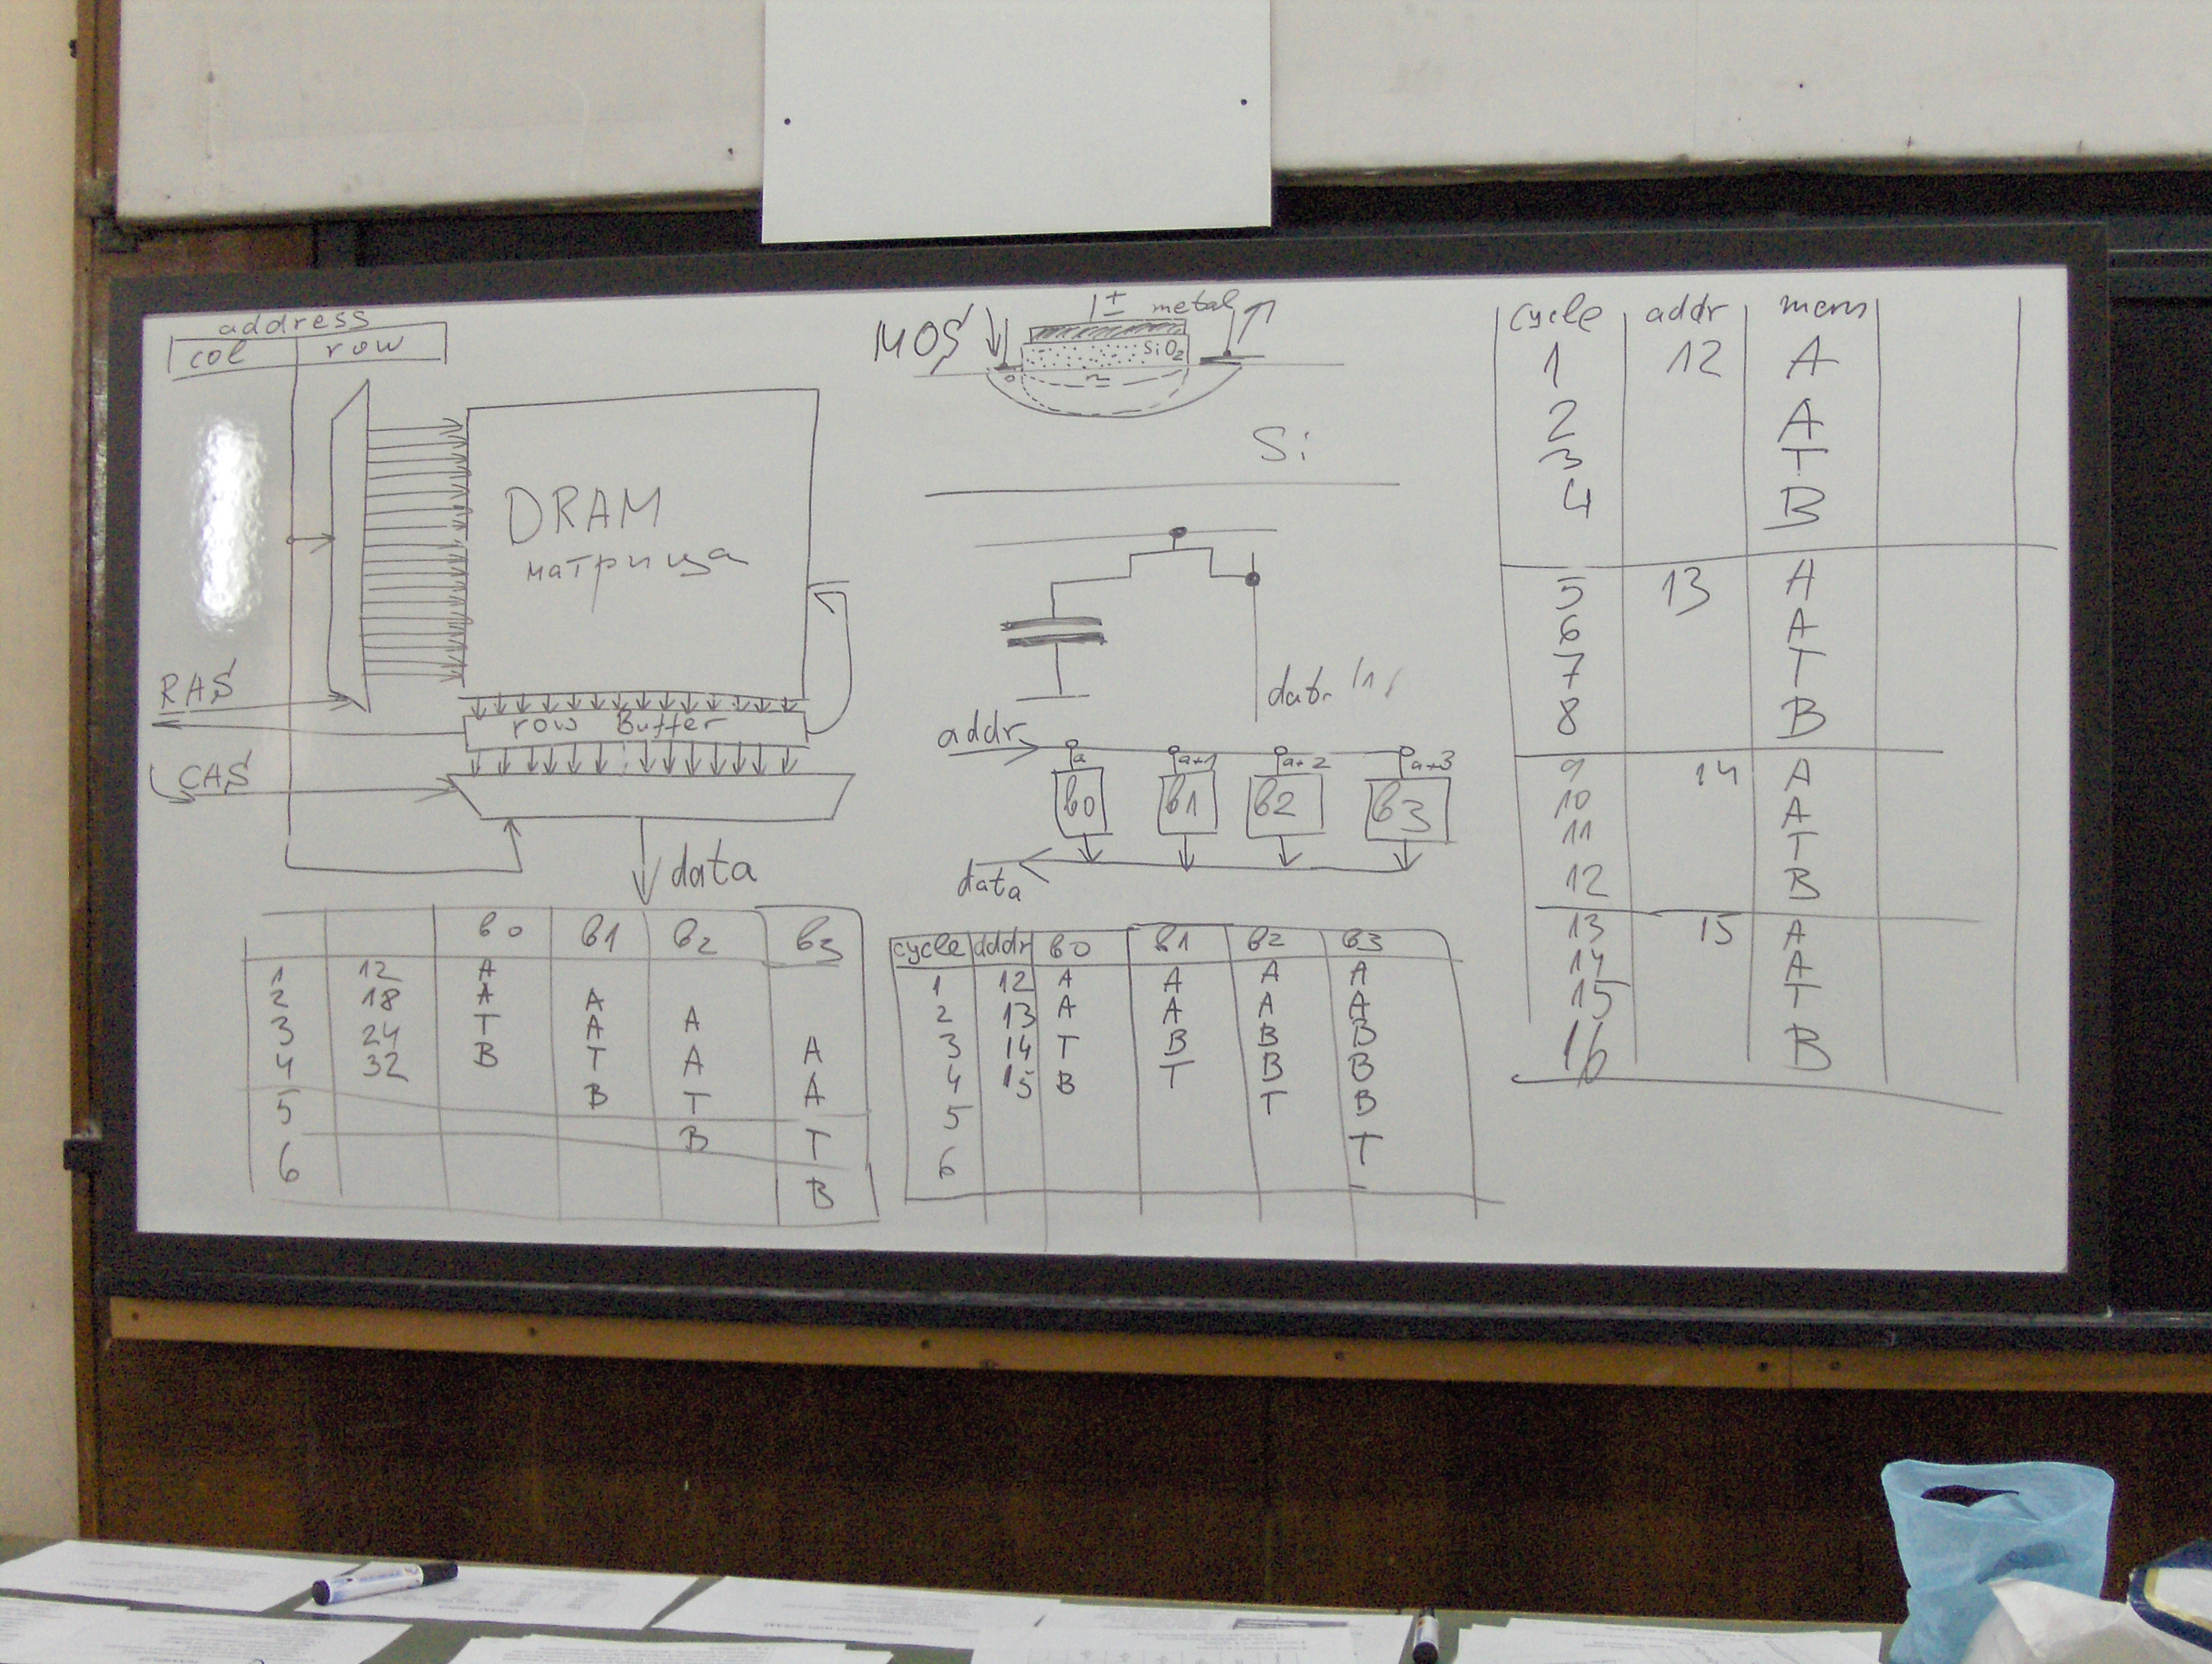 address
col row
DRAM
матрица
RAS
row Buffer
CAS
data
MOS
1± metal
SiO2
Si
addr
a a+1 a+2 a+3
b0 b1 b2 b3
data
b0 b1 b2 b3
1 12 A
2 18 A A
3 24 T A A
4 32 B T A A
5 B T A
6 B T
B
cycle addr b0 b1 b2 b3
1 12 A A A A
2 13 A A A A
3 14 T B B B
4 15 B T B B
5 T B
6 T
cycle addr mem
1 12 A
2 A
3 T
4 B
5 13 A
6 A
7 T
8 B
9 14 A
10 A
11 T
12 B
13 15 A
14 A
15 T
16 B